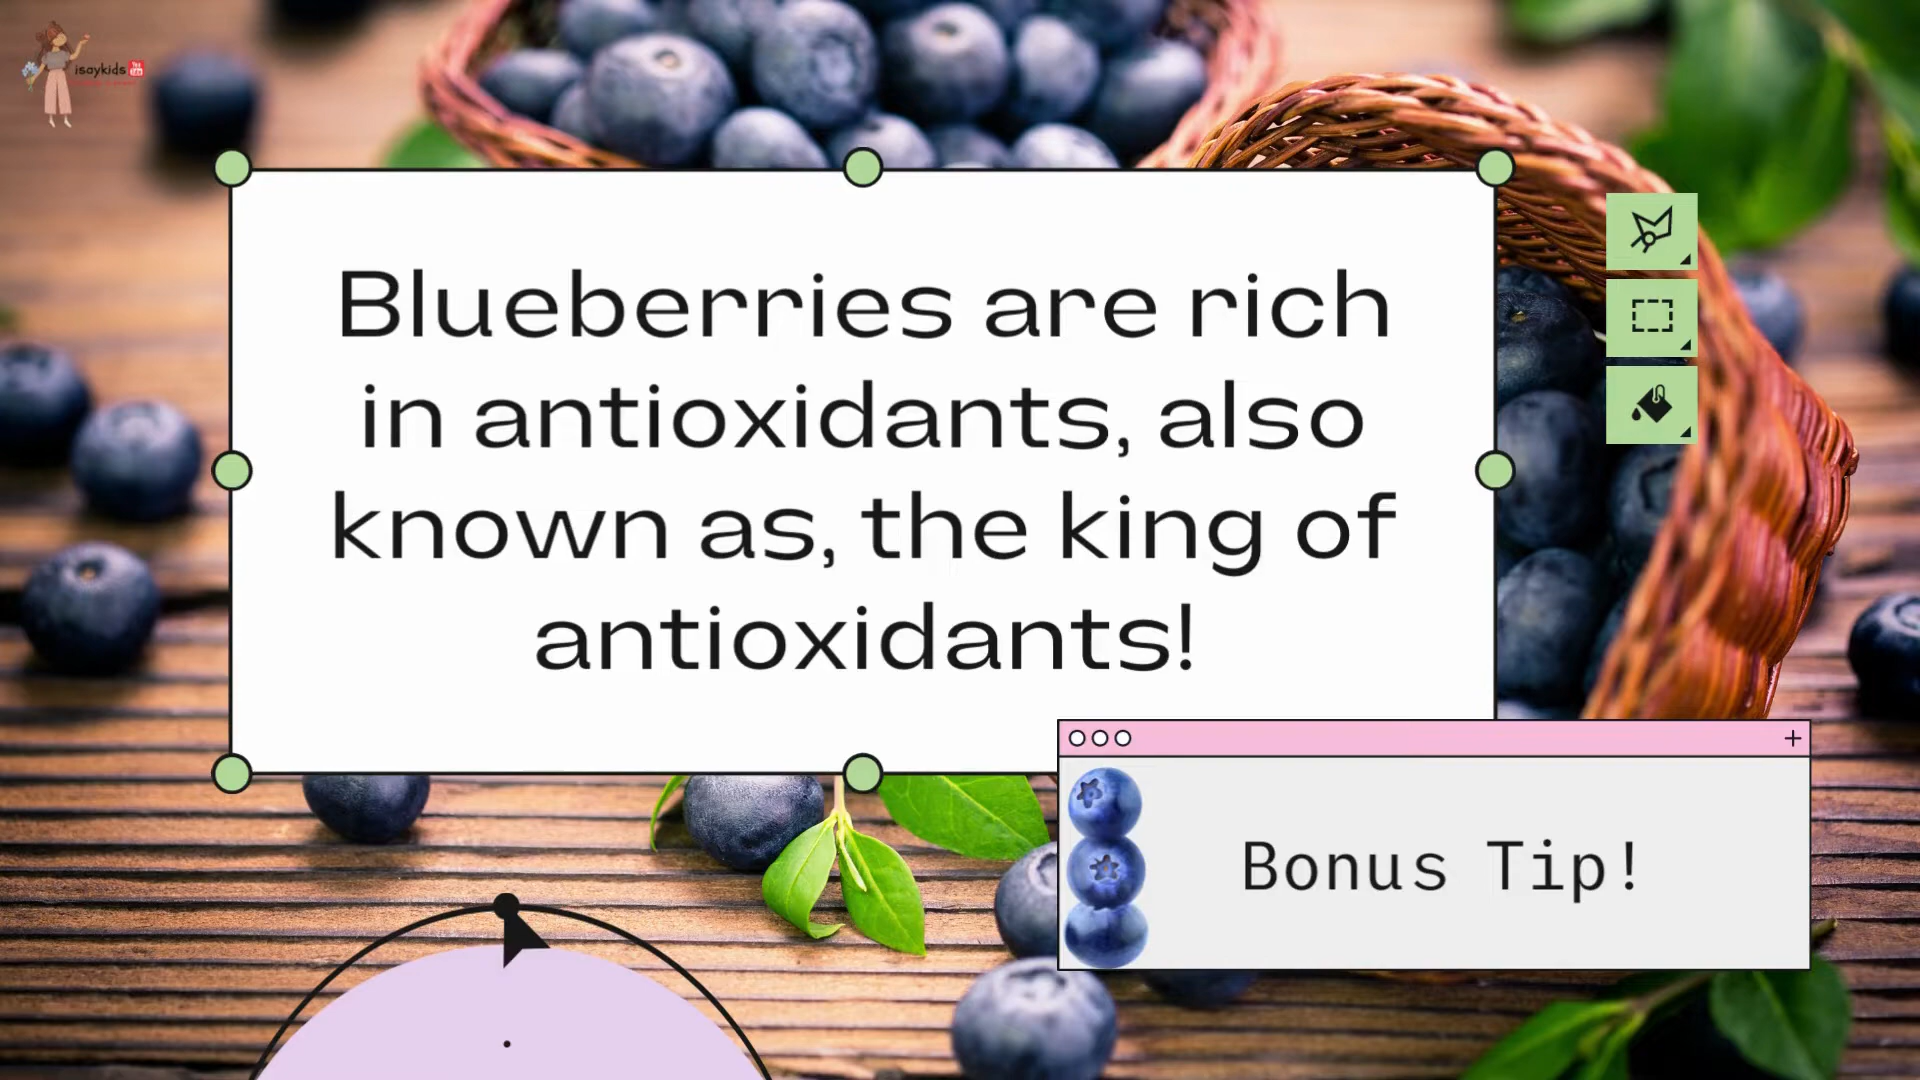 isaykids
Blueberries are rich
in antioxidants, also
known as, the king of
antioxidants!
Bonus Tip!